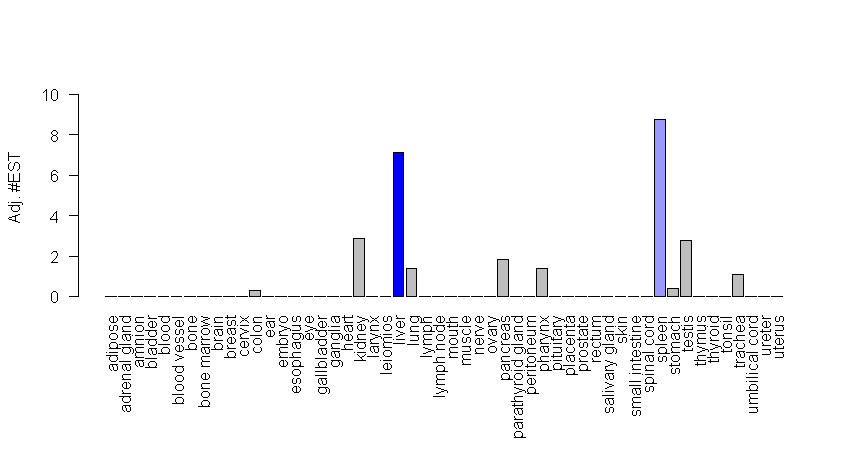 Adj. #EST
10
8
6
4
2
0
adipose
adrenal gland
amnion
bladder
blood
blood vessel
bone
bone marrow
brain
breast
cervix
colon
ear
embryo
esophagus
eye
gallbladder
ganglia
heart
kidney
larynx
leiomios
liver
lung
lymph
lymph node
mouth
muscle
nerve
ovary
pancreas
parathyroid gland
peritoneum
pharynx
pituitary
placenta
prostate
rectum
salivary gland
skin
small intestine
spinal cord
spleen
stomach
testis
thymus
thyroid
tonsil
trachea
umbilical cord
ureter
uterus